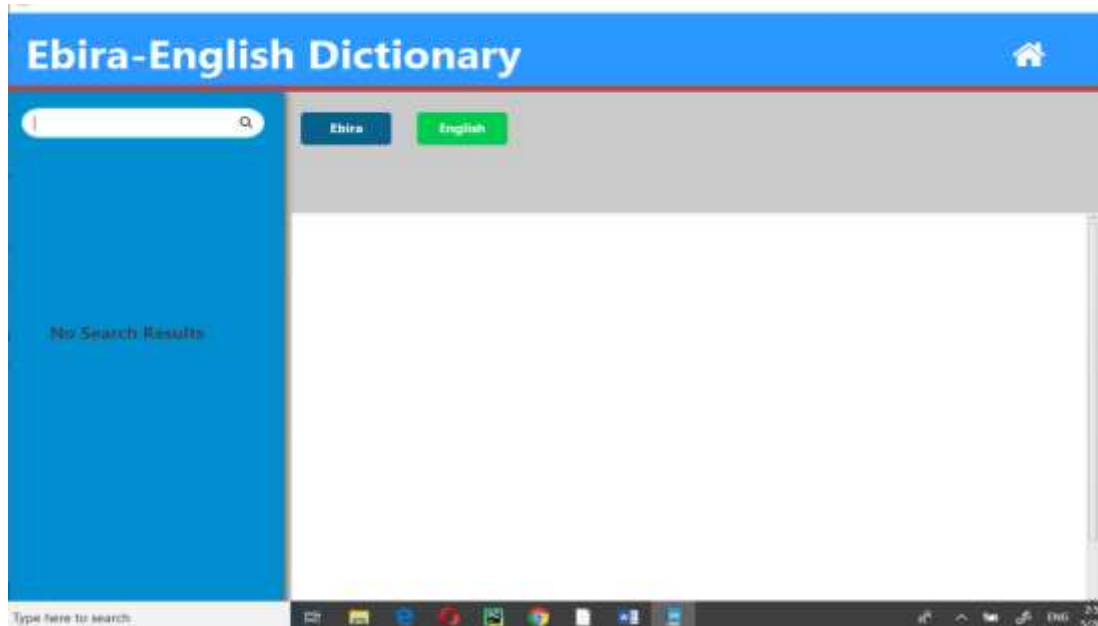 Ebira-English Dictionary
Ebira
English
No Search Results
Type here to search
ENG